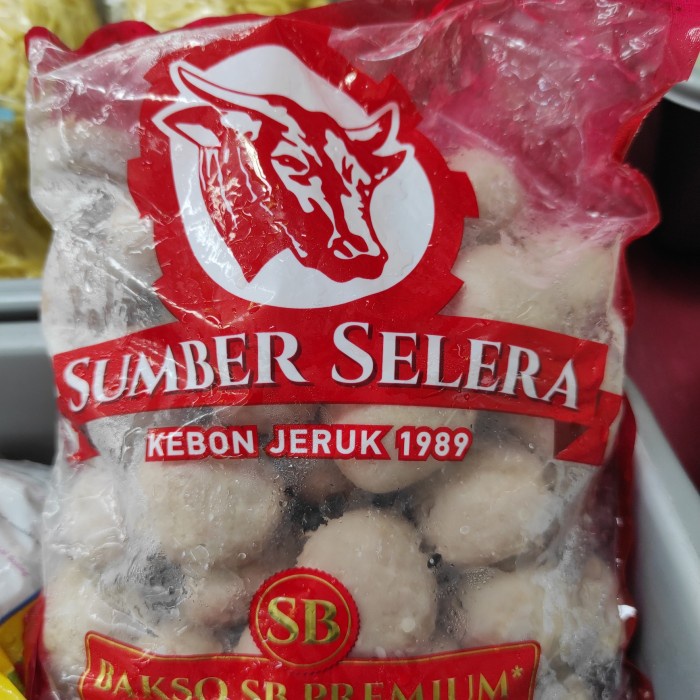 SUMBER SELERA
KEBON JERUK 1989
SB
BAKSO SB PREMIUM*